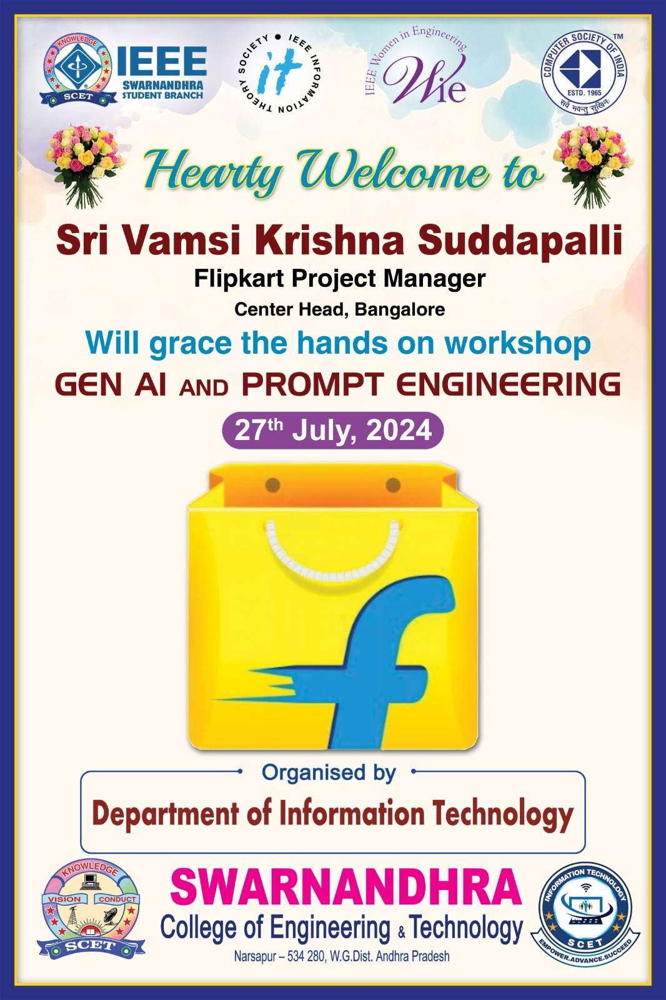 KNOWLEDGE
SCET
IEEE
SWARNANDHRA
STUDENT BRANCH
IEEE INFORMATION THEORY SOCIETY
it
IEEE Women in Engineering
Wie
COMPUTER SOCIETY OF INDIA
TM
ESTD. 1965
सर्वे भवन्तु सुखिनः
Hearty Welcome to
Sri Vamsi Krishna Suddapalli
Flipkart Project Manager
Center Head, Bangalore
Will grace the hands on workshop
GEN AI AND PROMPT ENGINEERING
27th July, 2024
f
Organised by
Department of Information Technology
KNOWLEDGE
VISION CONDUCT
SCET
SWARNANDHRA
College of Engineering & Technology
Narsapur – 534 280, W.G.Dist. Andhra Pradesh
INFORMATION TECHNOLOGY
SCET
EMPOWER.ADVANCE.SUCCEED